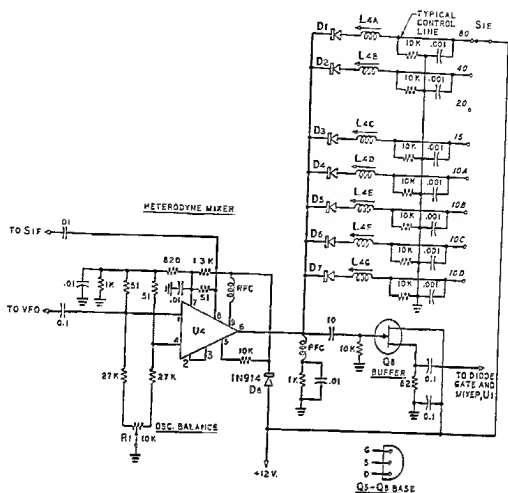 TYPICAL
CONTROL
LINE
S1E
D1
L4A
80
10K
.001
D2
L4B
40
10K
.001
20
D3
L4C
15
10K
.001
D4
L4D
10A
10K
.001
D5
L4E
10B
10K
.001
D6
L4F
10C
10K
.001
D7
L4G
10D
10K
.001
HETERODYNE MIXER
.01
TO S1F
820
1.3K
.01
1K
51
51
.01
51
RFC
TO VFO
0.1
U4
7
8
9
1
4
6
2
3
5
10K
27K
27K
1N914
D8
R1
10K
OSC. BALANCE
+12V.
RFC
1K
.01
10
10K
Q8
BUFFER
82
0.1
0.1
TO DIODE
GATE AND
MIXER, U1
G
S
D
Q5-Q8 BASE